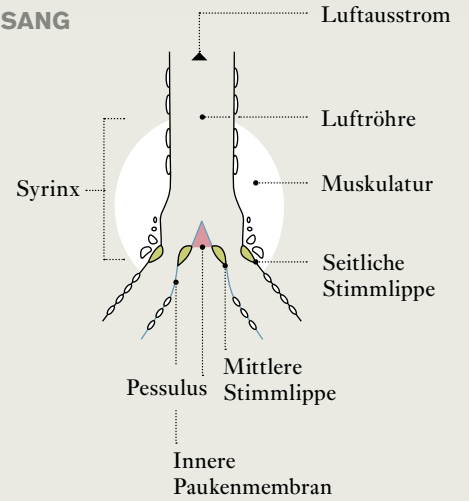 SANG
Luftausstrom
Luftröhre
Muskulatur
Syrinx
Seitliche
Stimmlippe
Mittlere
Stimmlippe
Pessulus
Innere
Paukenmembran